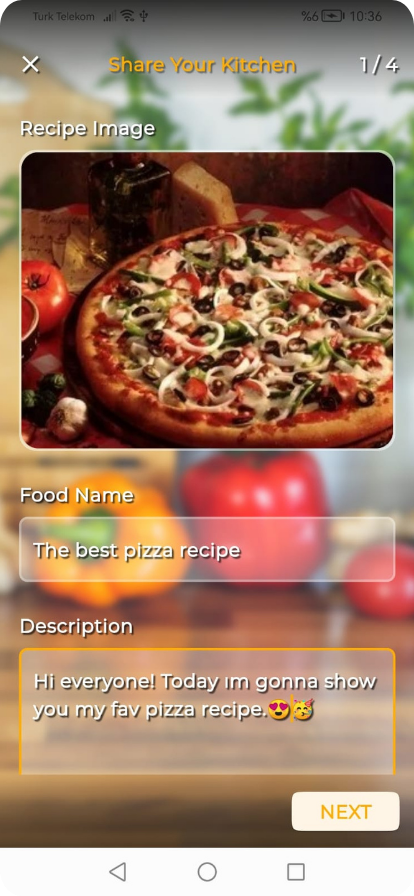 Turk Telekom %6 10:36
Share Your Kitchen 1 / 4
Recipe Image
Food Name
The best pizza recipe
Description
Hi everyone! Today ım gonna show
you my fav pizza recipe.😍🥳
NEXT